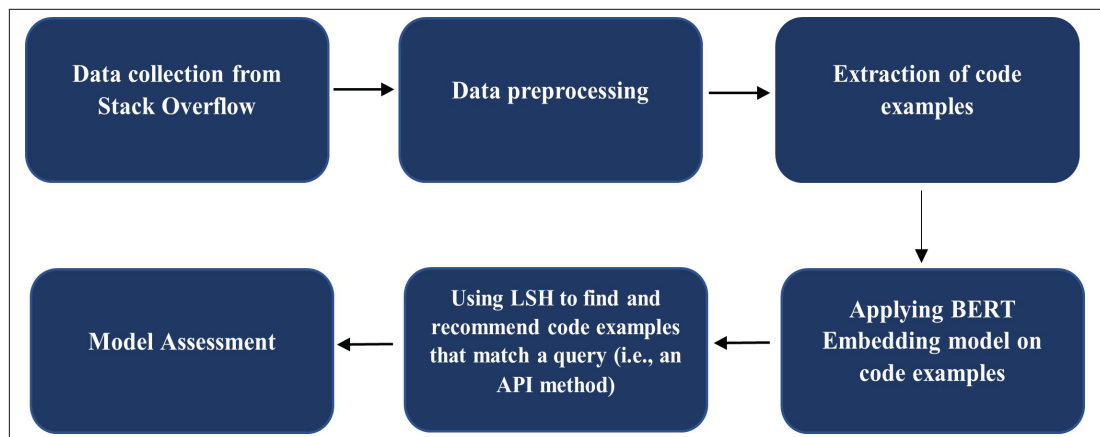 Data collection from
Stack Overflow
Data preprocessing
Extraction of code
examples
Applying BERT
Embedding model on
code examples
Using LSH to find and
recommend code examples
that match a query (i.e., an
API method)
Model Assessment